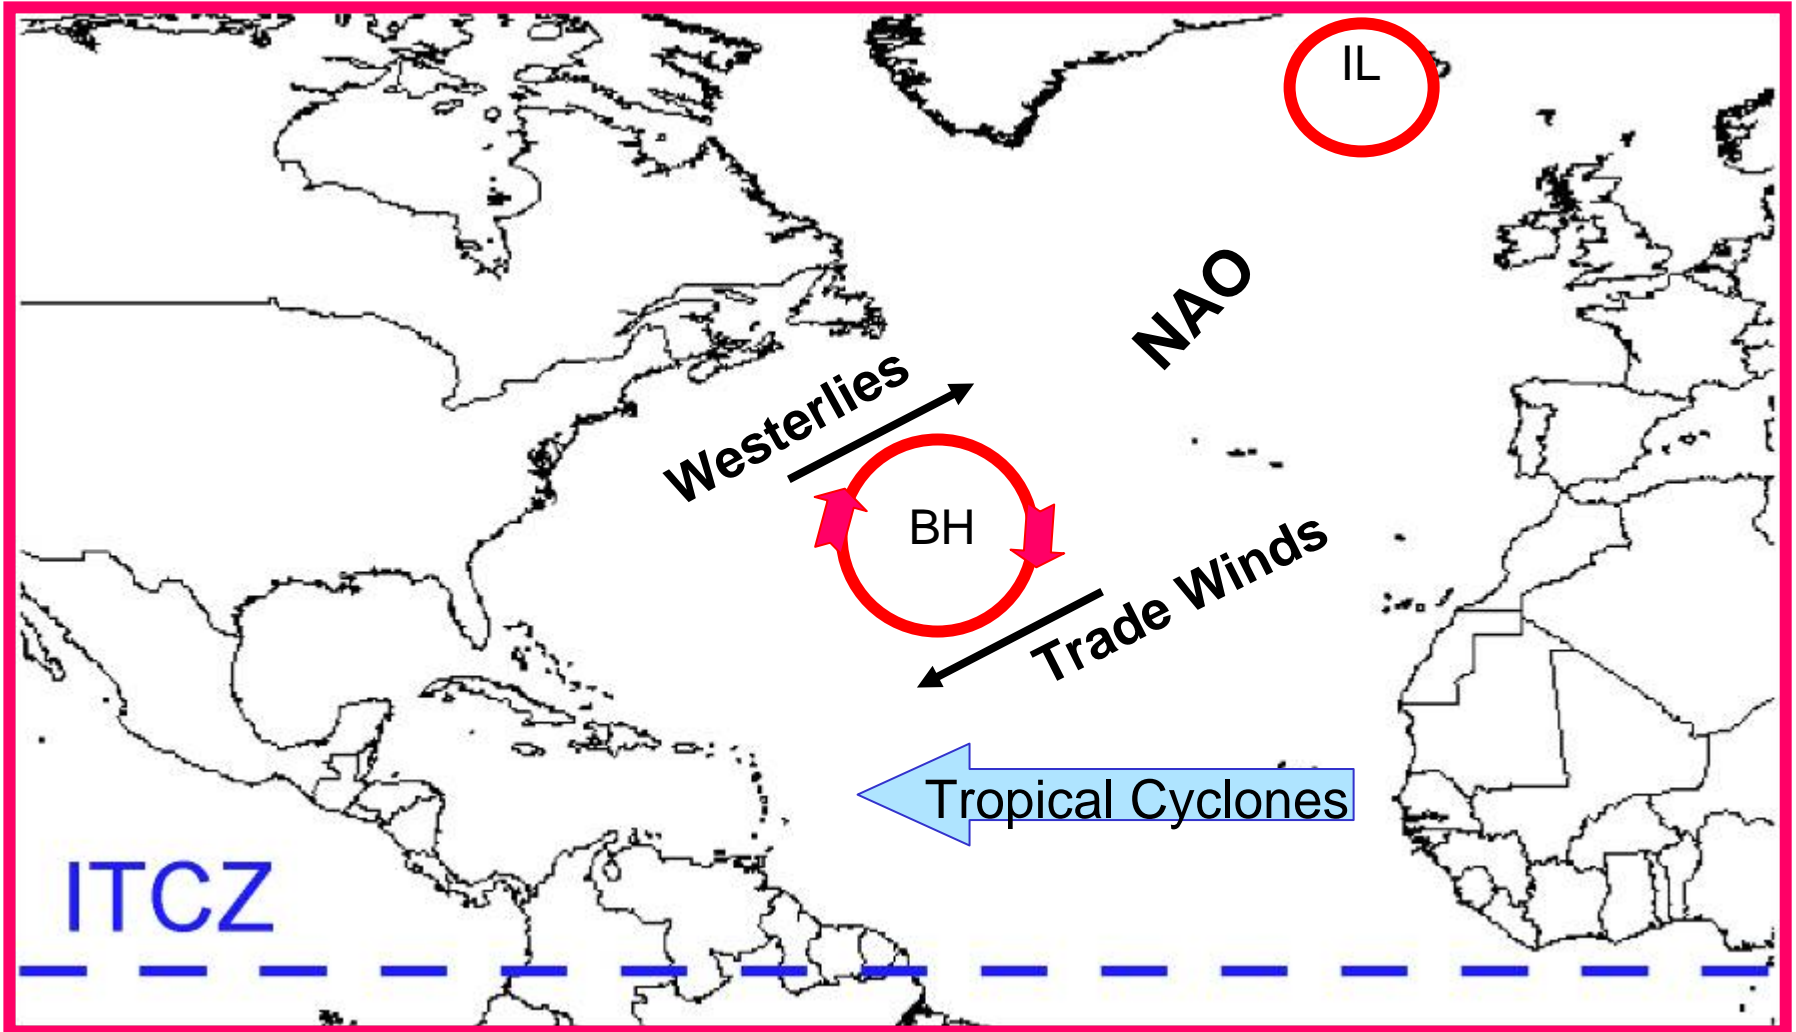 IL
NAO
Westerlies
BH
Trade Winds
Tropical Cyclones
ITCZ